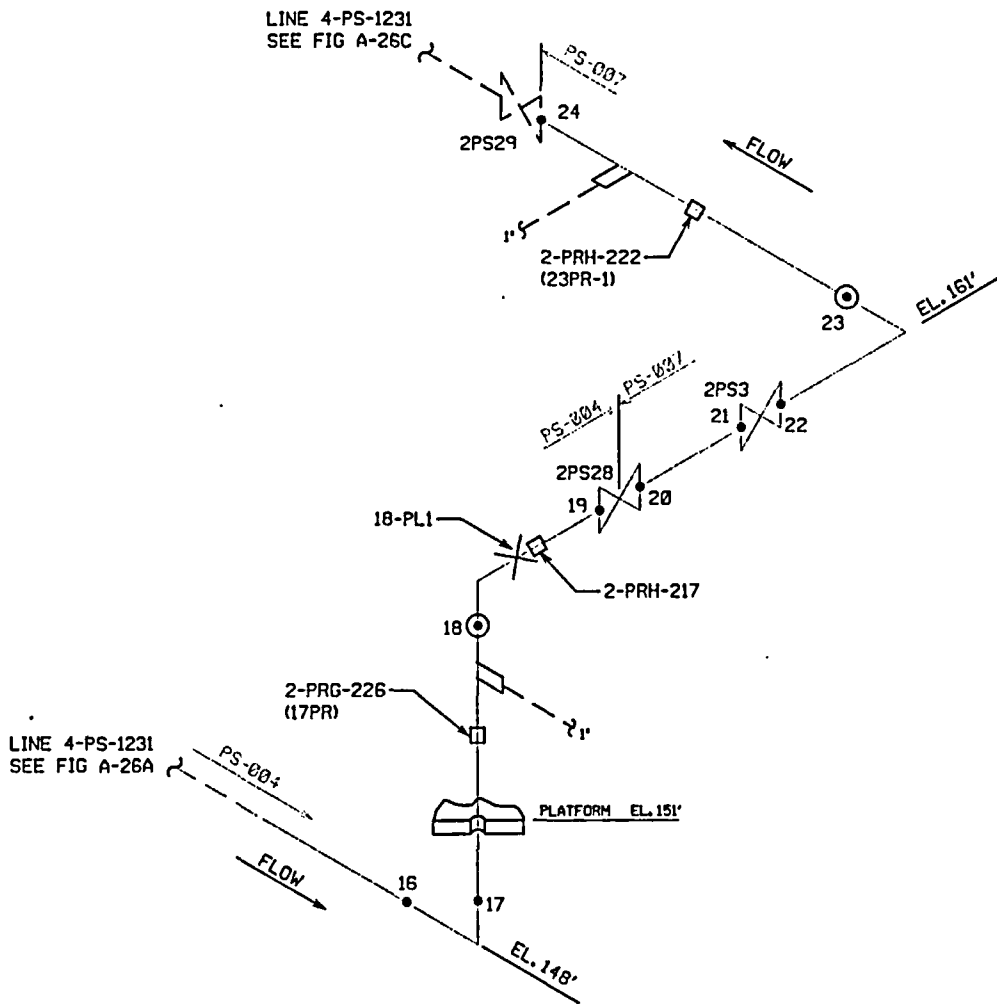 LINE 4-PS-1231
SEE FIG A-26C
PS-007
24
2PS29
FLOW
1"
2-PRH-222
(23PR-1)
23
EL. 161'
2PS3
21
22
PS-007
PS-004
2PS28
19
20
18-PL1
2-PRH-217
18
2-PRG-226
(17PR)
1"
LINE 4-PS-1231
SEE FIG A-26A
PS-004
PLATFORM EL. 151'
FLOW
16
17
EL. 148'